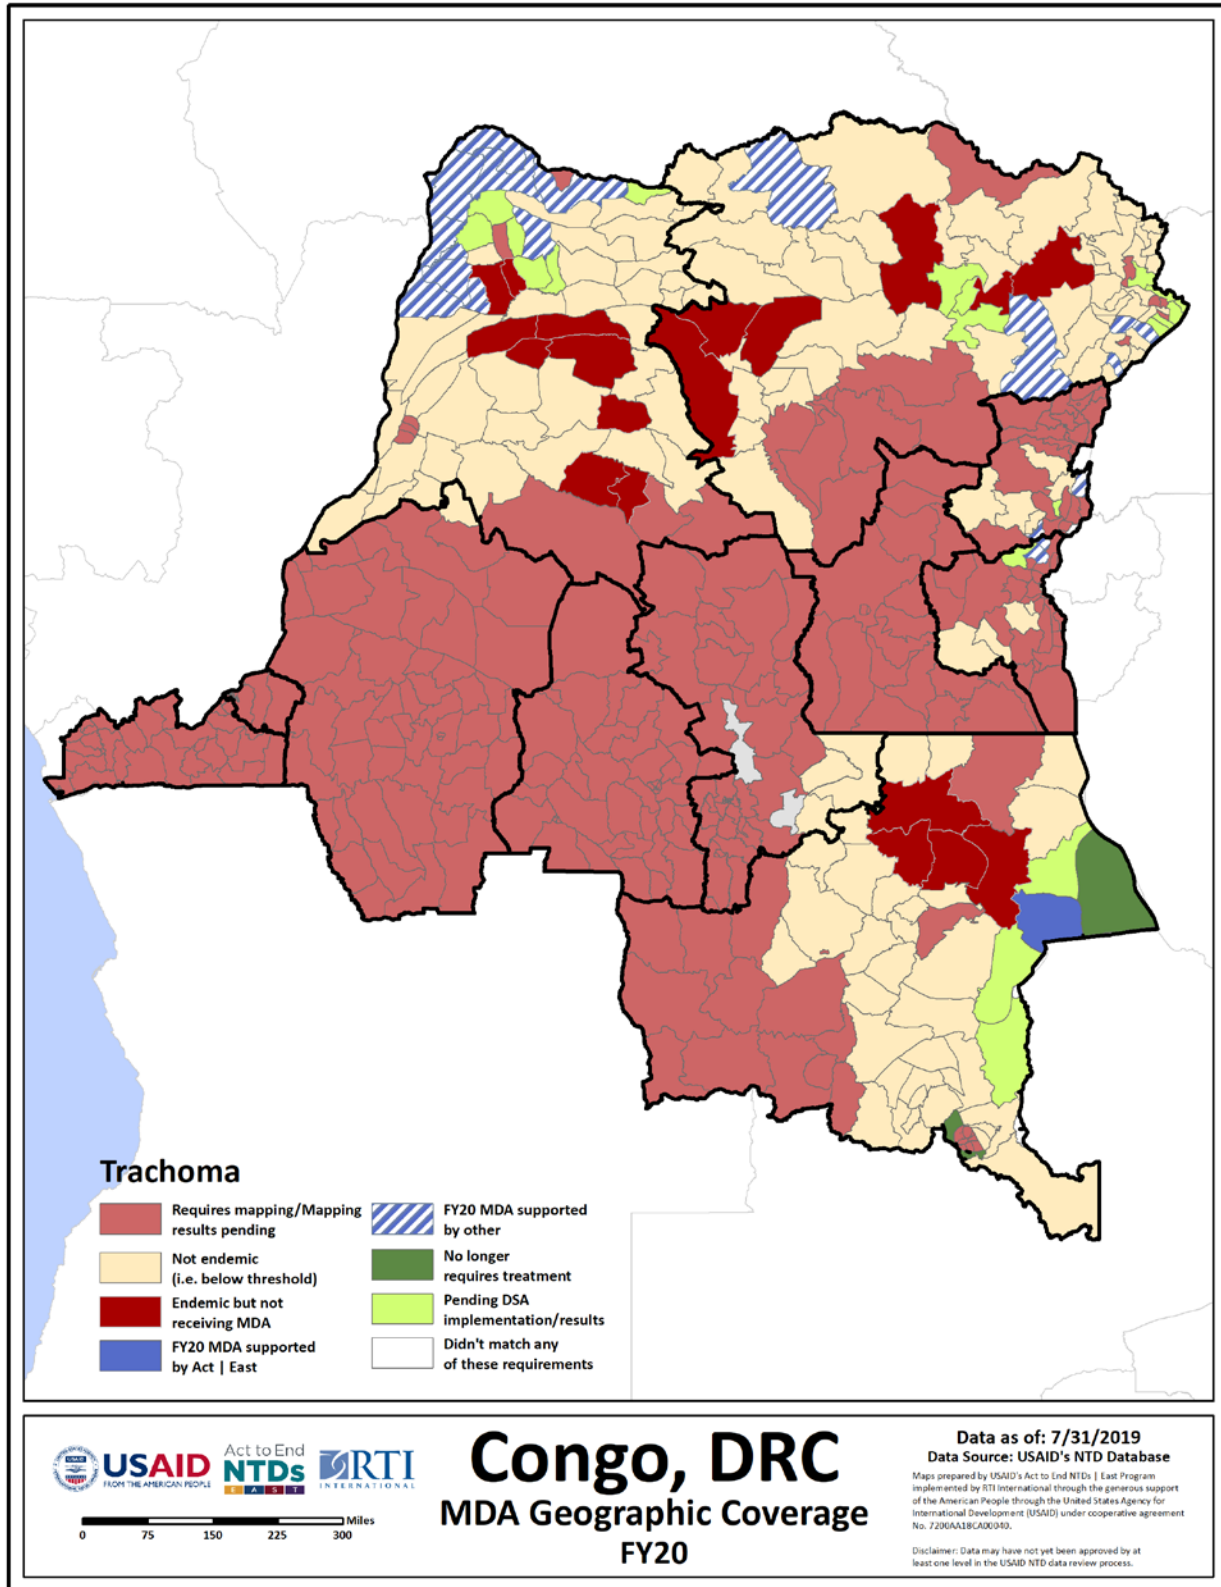 Trachoma
Requires mapping/Mapping
results pending
Not endemic
(i.e. below threshold)
Endemic but not
receiving MDA
FY20 MDA supported
by Act | East
FY20 MDA supported
by other
No longer
requires treatment
Pending DSA
implementation/results
Didn't match any
of these requirements
USAID
FROM THE AMERICAN PEOPLE
Act to End
NTDs
EAST
RTI
INTERNATIONAL
Miles
0 75 150 225 300
Congo, DRC
MDA Geographic Coverage
FY20
Data as of: 7/31/2019
Data Source: USAID's NTD Database
Maps prepared by USAID's Act to End NTDs | East Program
implemented by RTI International through the generous support
of the American People through the United States Agency for
International Development (USAID) under cooperative agreement
No. 7200AA18CA00040.
Disclaimer: Data may have not yet been approved by at
least one level in the USAID NTD data review process.